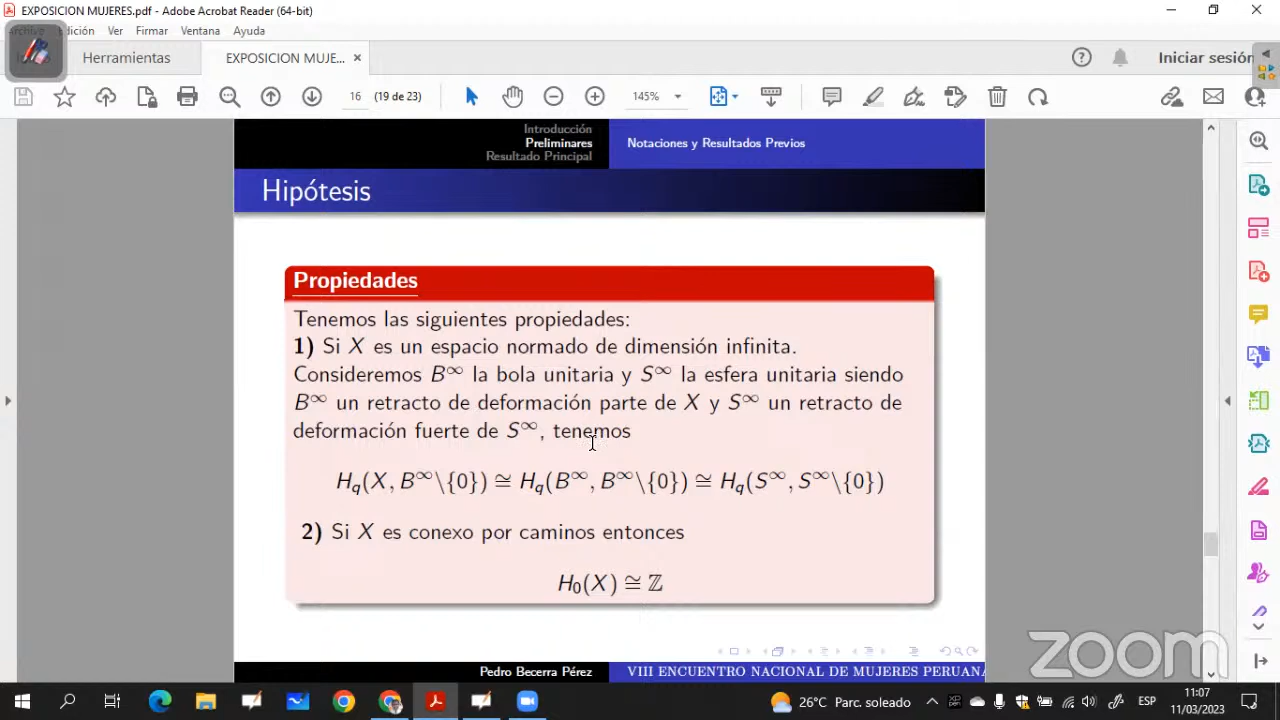 EXPOSICION MUJERES.pdf - Adobe Acrobat Reader (64-bit)
Edición Ver Firmar Ventana Ayuda
Herramientas
EXPOSICION MUJE... ×
Iniciar sesión
16 (19 de 23)
145%
Introducción
Preliminares
Resultado Principal
Notaciones y Resultados Previos
Hipótesis
Propiedades
Tenemos las siguientes propiedades:
1) Si X es un espacio normado de dimensión infinita.
Consideremos B^∞ la bola unitaria y S^∞ la esfera unitaria siendo
B^∞ un retracto de deformación parte de X y S^∞ un retracto de
deformación fuerte de S^∞, tenemos
H_q(X, B^∞\{0}) ≅ H_q(B^∞, B^∞\{0}) ≅ H_q(S^∞, S^∞\{0})
2) Si X es conexo por caminos entonces
H_0(X) ≅ ℤ
Pedro Becerra Pérez
VIII ENCUENTRO NACIONAL DE MUJERES PERUANA
zoom
26°C Parc. soleado
ESP
11:07
11/03/2023